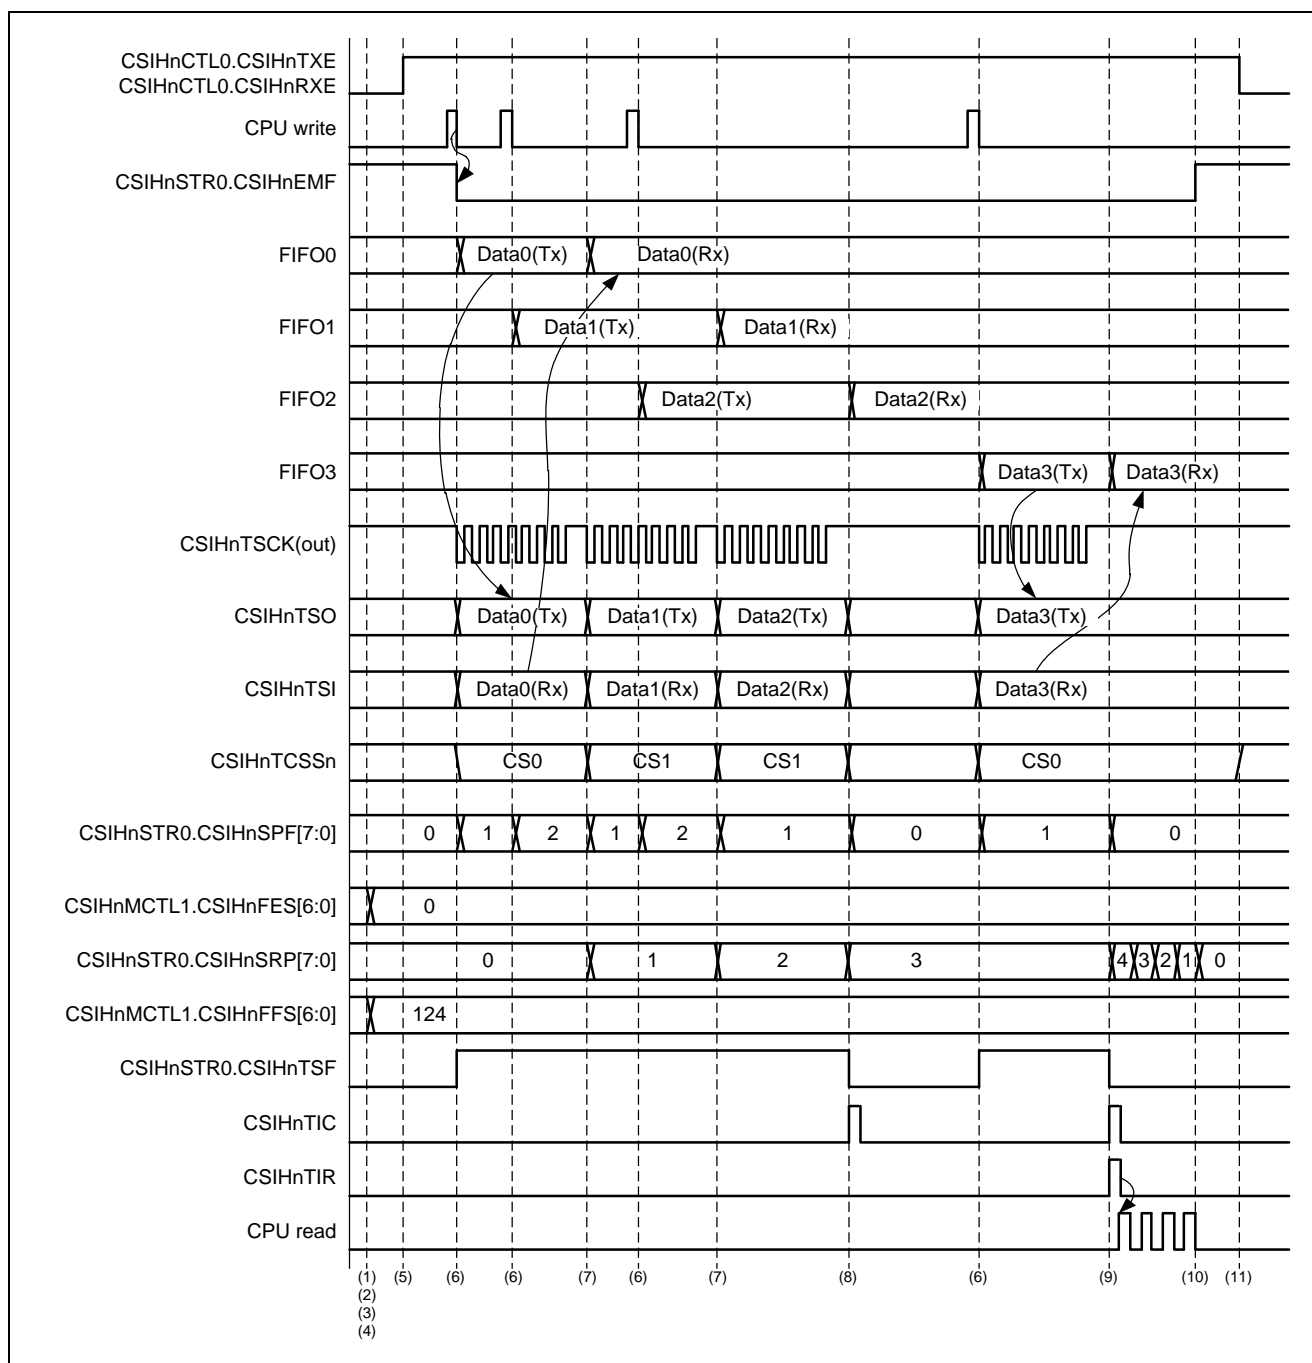 CSIHnCTL0.CSIHnTXE
CSIHnCTL0.CSIHnRXE
CPU write
CSIHnSTR0.CSIHnEMF
FIFO0 Data0(Tx) Data0(Rx)
FIFO1 Data1(Tx) Data1(Rx)
FIFO2 Data2(Tx) Data2(Rx)
FIFO3 Data3(Tx) Data3(Rx)
CSIHnTSCK(out)
CSIHnTSO Data0(Tx) Data1(Tx) Data2(Tx) Data3(Tx)
CSIHnTSI Data0(Rx) Data1(Rx) Data2(Rx) Data3(Rx)
CSIHnTCSSn CS0 CS1 CS1 CS0
CSIHnSTR0.CSIHnSPF[7:0] 0 1 2 1 2 1 0 1 0
CSIHnMCTL1.CSIHnFES[6:0] 0
CSIHnSTR0.CSIHnSRP[7:0] 0 1 2 3 4 3 2 1 0
CSIHnMCTL1.CSIHnFFS[6:0] 124
CSIHnSTR0.CSIHnTSF
CSIHnTIC
CSIHnTIR
CPU read
(1) (5) (6) (6) (7) (6) (7) (8) (6) (9) (10) (11)
(2)
(3)
(4)